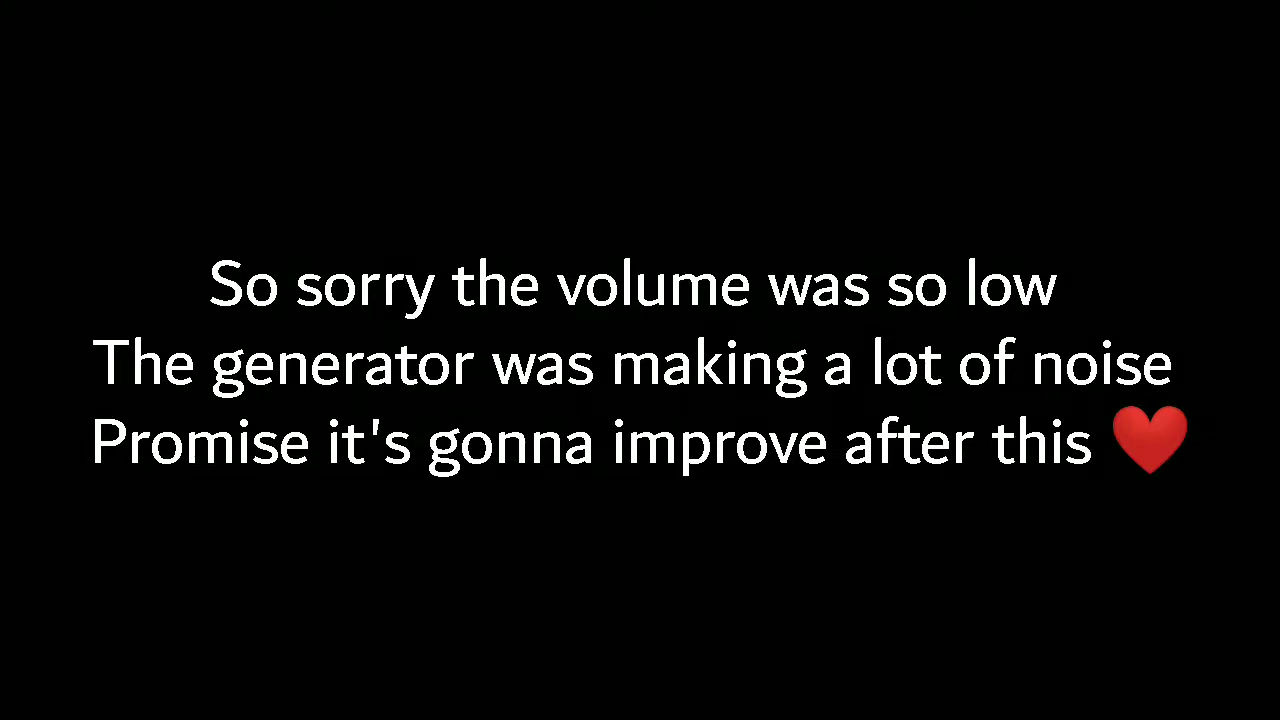 So sorry the volume was so low
The generator was making a lot of noise
Promise it's gonna improve after this ❤️